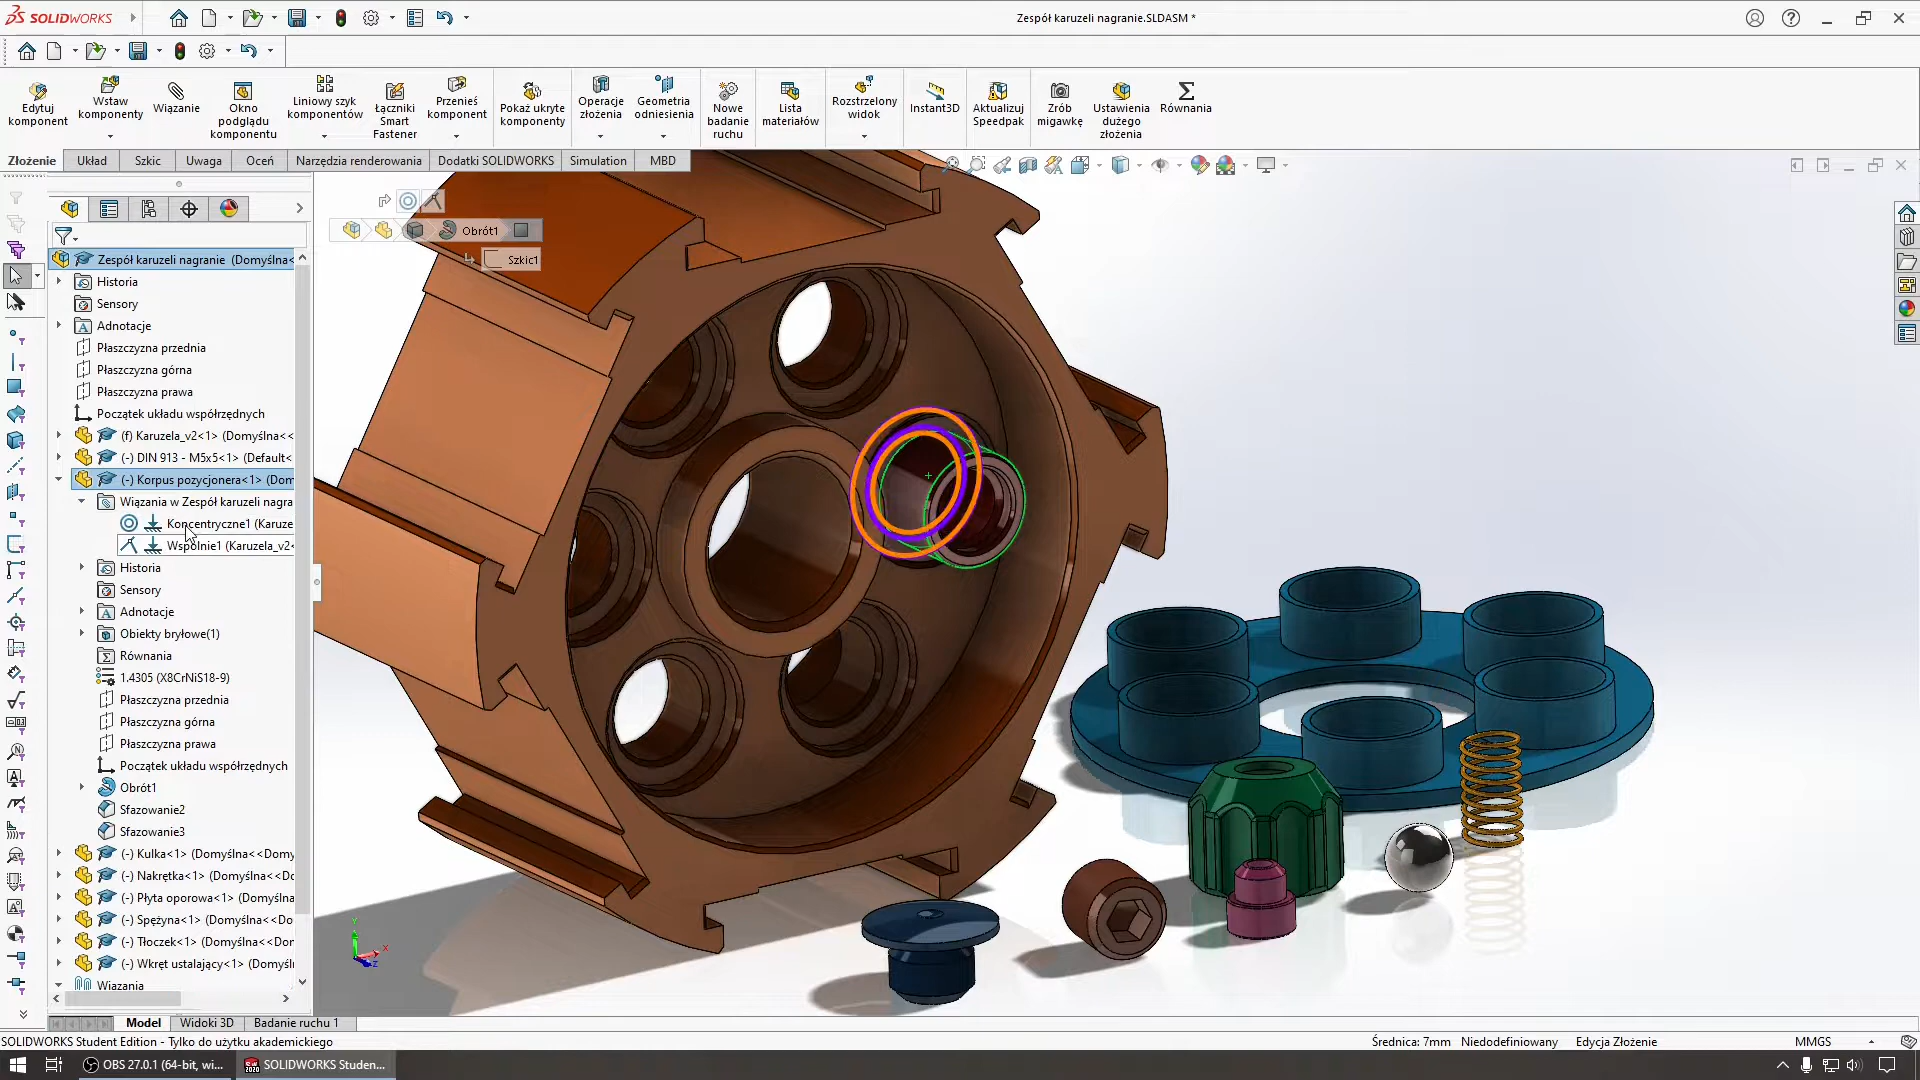 SOLIDWORKS
Zespół karuzeli nagranie.SLDASM *
Edytuj komponent
Wstaw komponenty
Wiązanie
Okno podglądu komponentu
Liniowy szyk komponentów
Łączniki Smart Fastener
Przenieś komponent
Pokaż ukryte komponenty
Operacje złożenia
Geometria odniesienia
Nowe badanie ruchu
Lista materiałów
Rozstrzelony widok
Instant3D
Aktualizuj Speedpak
Zrób migawkę
Ustawienia dużego złożenia
Równania
Złożenie Układ Szkic Uwaga Oceń Narzędzia renderowania Dodatki SOLIDWORKS Simulation MBD
Obrót1
Szkic1
Zespół karuzeli nagranie (Domyślna<
Historia
Sensory
Adnotacje
Płaszczyzna przednia
Płaszczyzna górna
Płaszczyzna prawa
Początek układu współrzędnych
(f) Karuzela_v2<1> (Domyślna<<
(-) DIN 913 - M5x5<1> (Default<
(-) Korpus pozycjonera<1> (Dom
Wiązania w Zespół karuzeli nagra
Koncentryczne1 (Karuze
Wspólnie1 (Karuzela_v2<
Historia
Sensory
Adnotacje
Obiekty bryłowe(1)
Równania
1.4305 (X8CrNiS18-9)
Płaszczyzna przednia
Płaszczyzna górna
Płaszczyzna prawa
Początek układu współrzędnych
Obrót1
Sfazowanie2
Sfazowanie3
(-) Kulka<1> (Domyślna<<Domy
(-) Nakrętka<1> (Domyślna<<Dc
(-) Płyta oporowa<1> (Domyśln
(-) Spężyna<1> (Domyślna<<Do
(-) Tłoczek<1> (Domyślna<<Dor
(-) Wkręt ustalający<1> (Domyśl
Wiązania
Y
X
Z
Model Widoki 3D Badanie ruchu 1
SOLIDWORKS Student Edition - Tylko do użytku akademickiego
Średnica: 7mm Niedodefiniowany Edycja Złożenie MMGS
OBS 27.0.1 (64-bit, wi...
SOLIDWORKS Studen...